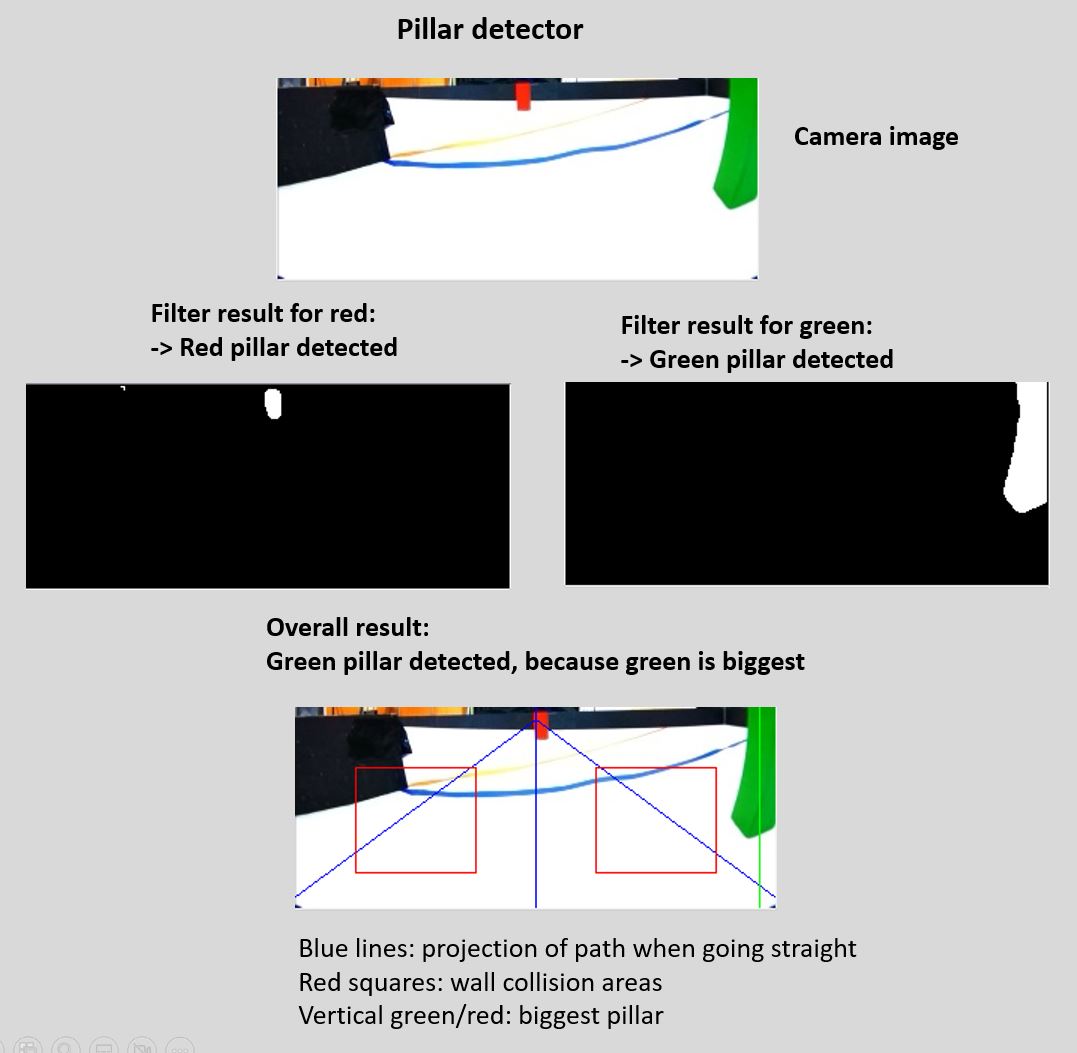 Pillar detector
Camera image
Filter result for red:
-> Red pillar detected
Filter result for green:
-> Green pillar detected
Overall result:
Green pillar detected, because green is biggest
Blue lines: projection of path when going straight
Red squares: wall collision areas
Vertical green/red: biggest pillar